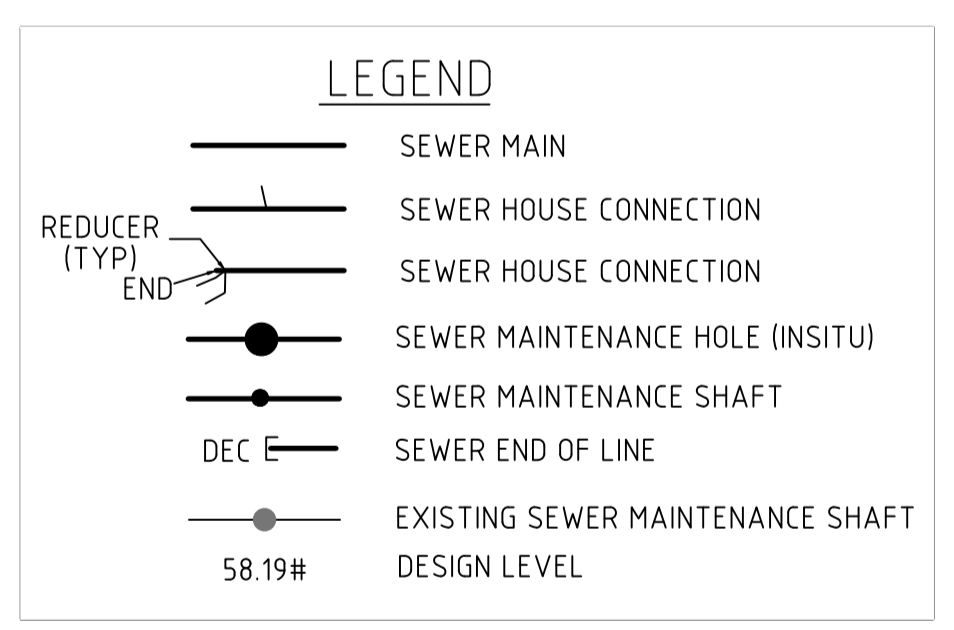 LEGEND
SEWER MAIN
SEWER HOUSE CONNECTION
REDUCER
(TYP)
END
SEWER HOUSE CONNECTION
SEWER MAINTENANCE HOLE (INSITU)
SEWER MAINTENANCE SHAFT
DEC
SEWER END OF LINE
EXISTING SEWER MAINTENANCE SHAFT
58.19#
DESIGN LEVEL